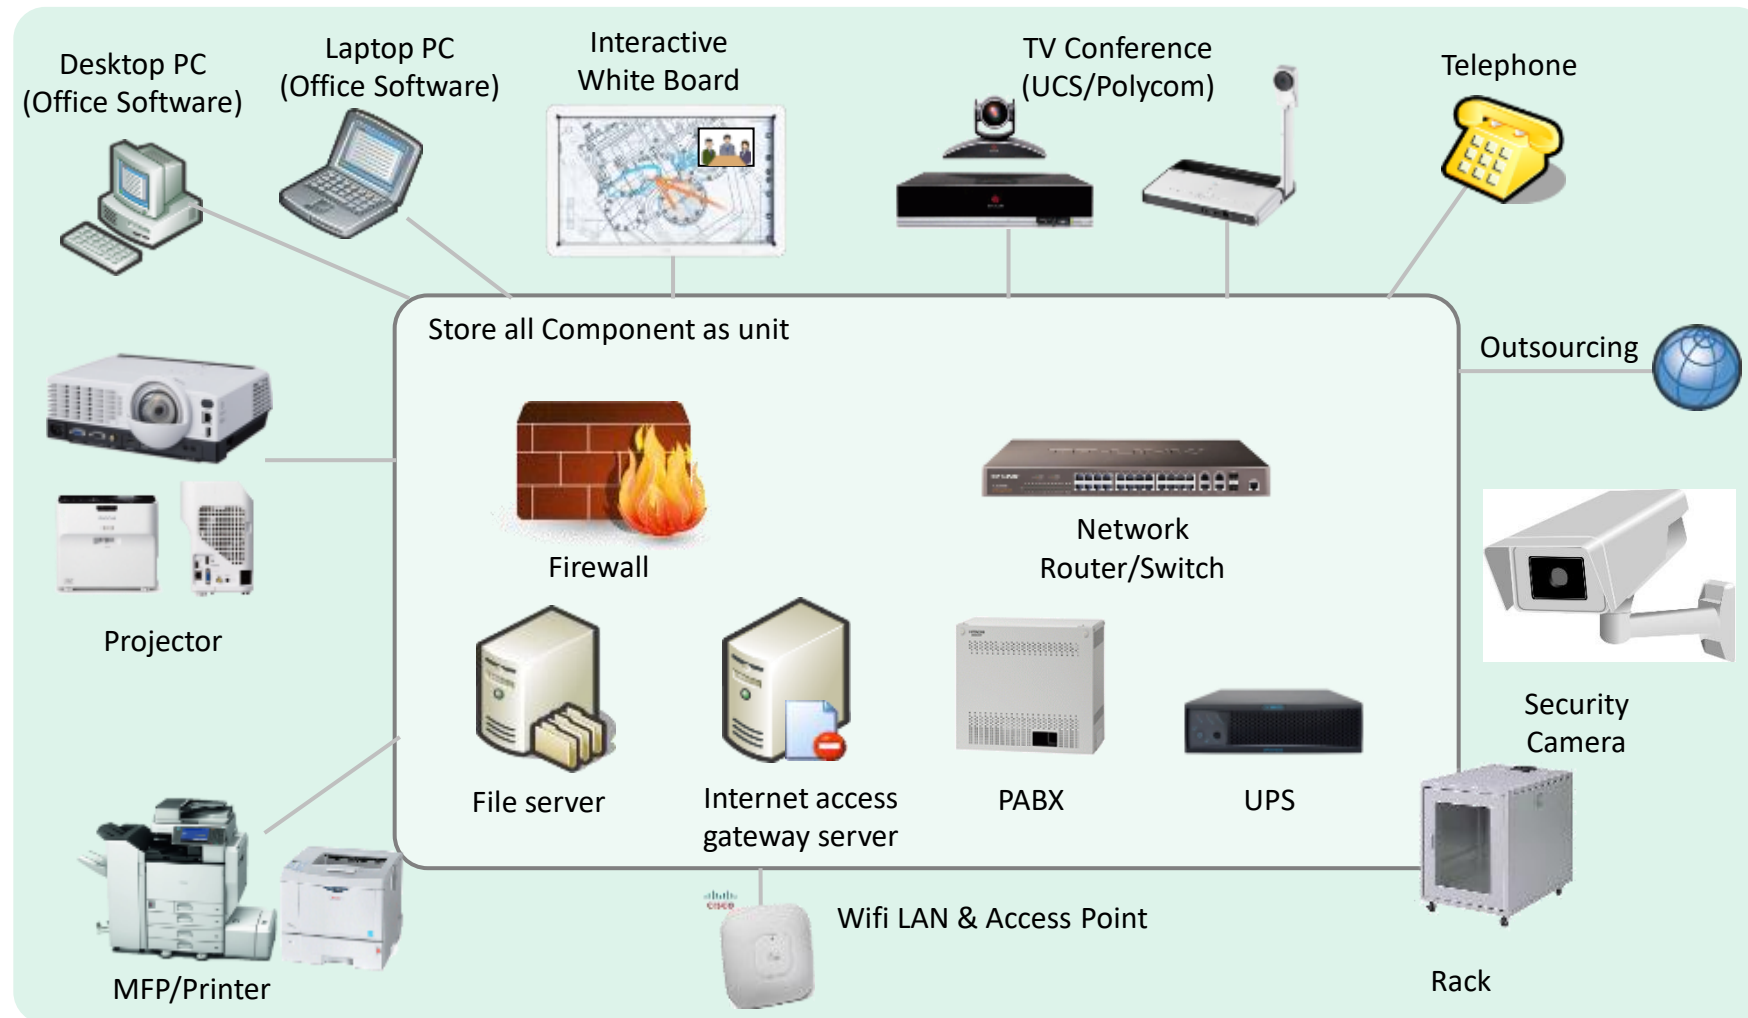 Desktop PC
(Office Software)
Laptop PC
(Office Software)
Interactive
White Board
TV Conference
(UCS/Polycom)
Telephone
Store all Component as unit
Outsourcing
Firewall
Network
Router/Switch
Projector
Security
Camera
File server
Internet access
gateway server
PABX
UPS
cisco
Wifi LAN & Access Point
MFP/Printer
Rack